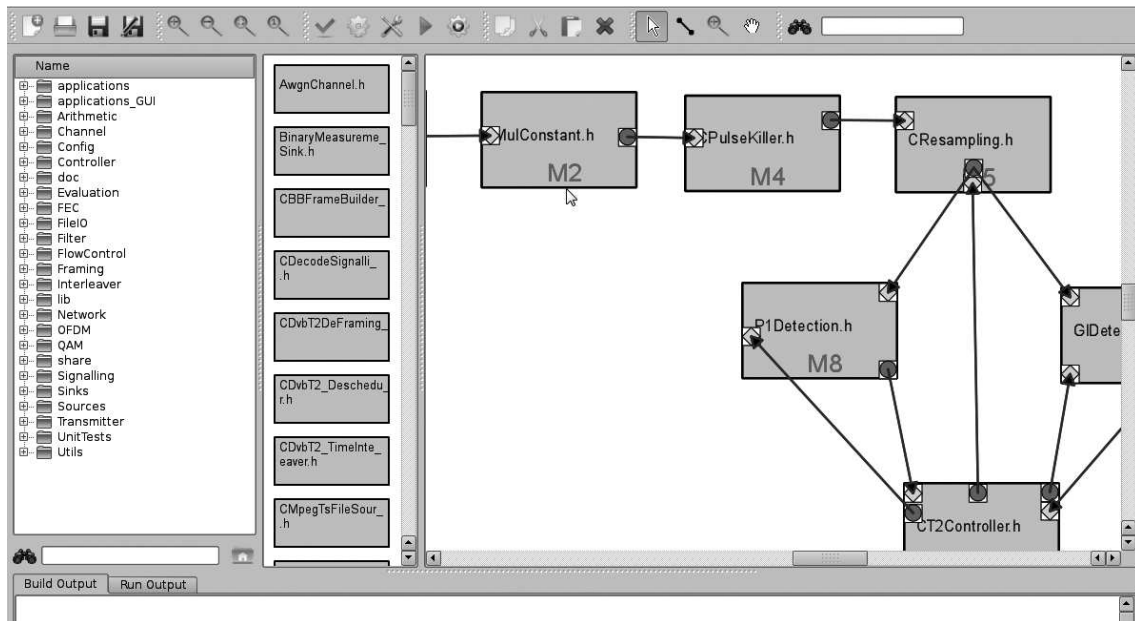 Name
applications
applications_GUI
Arithmetic
Channel
Config
Controller
doc
Evaluation
FEC
FileIO
Filter
FlowControl
Framing
Interleaver
lib
Network
OFDM
QAM
share
Signalling
Sinks
Sources
Transmitter
UnitTests
Utils
AwgnChannel.h
BinaryMeasureme_
Sink.h
CBBFrameBuilder_
CDecodeSignalli_
.h
CDvbT2DeFraming_
CDvbT2_Deschedu_
r.h
CDvbT2_TimeInte_
eaver.h
CMpegTsFileSour_
.h
MulConstant.h
M2
CPulseKiller.h
M4
CResampling.h
5
P1Detection.h
M8
GIDete
CT2Controller.h
Build Output
Run Output